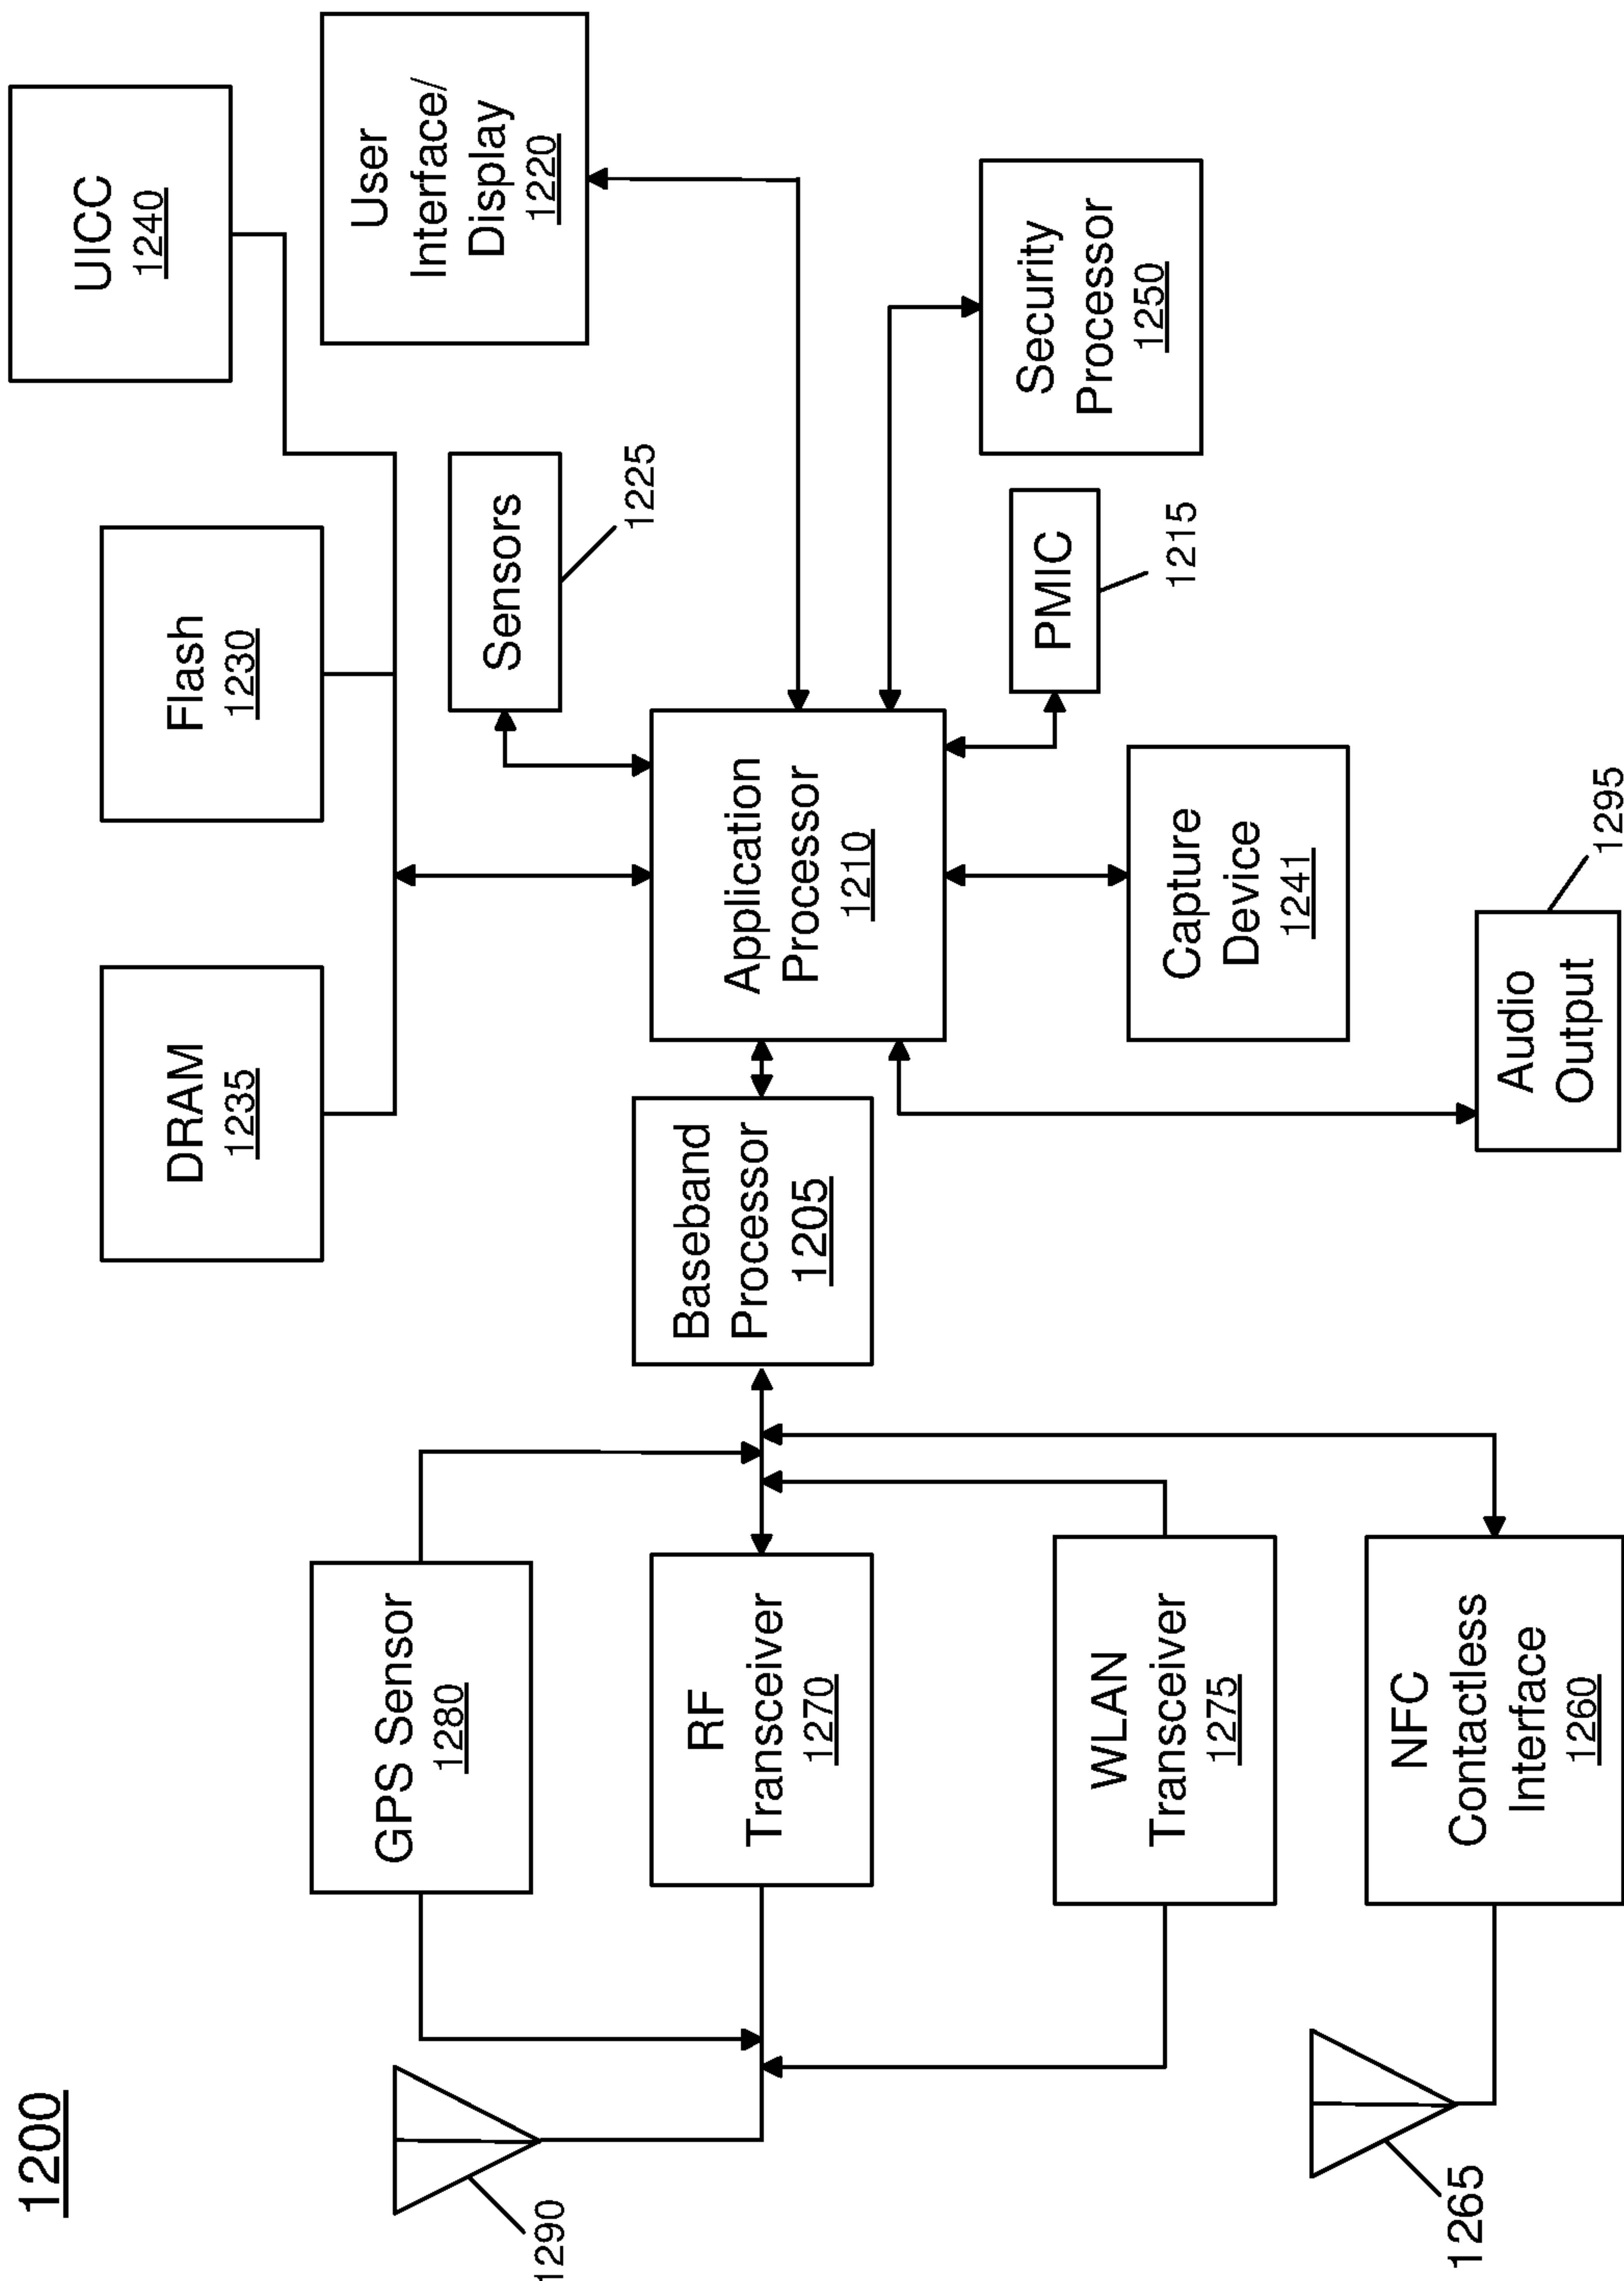 1200
UICC
1240
Flash
1230
DRAM
1235
User
Interface/
Display
1220
Sensors
1225
GPS Sensor
1280
1290
RF
Transceiver
1270
Baseband
Processor
1205
Application
Processor
1210
Security
Processor
1250
PMIC
1215
WLAN
Transceiver
1275
Capture
Device
1241
NFC
Contactless
Interface
1260
1265
Audio
Output
1295